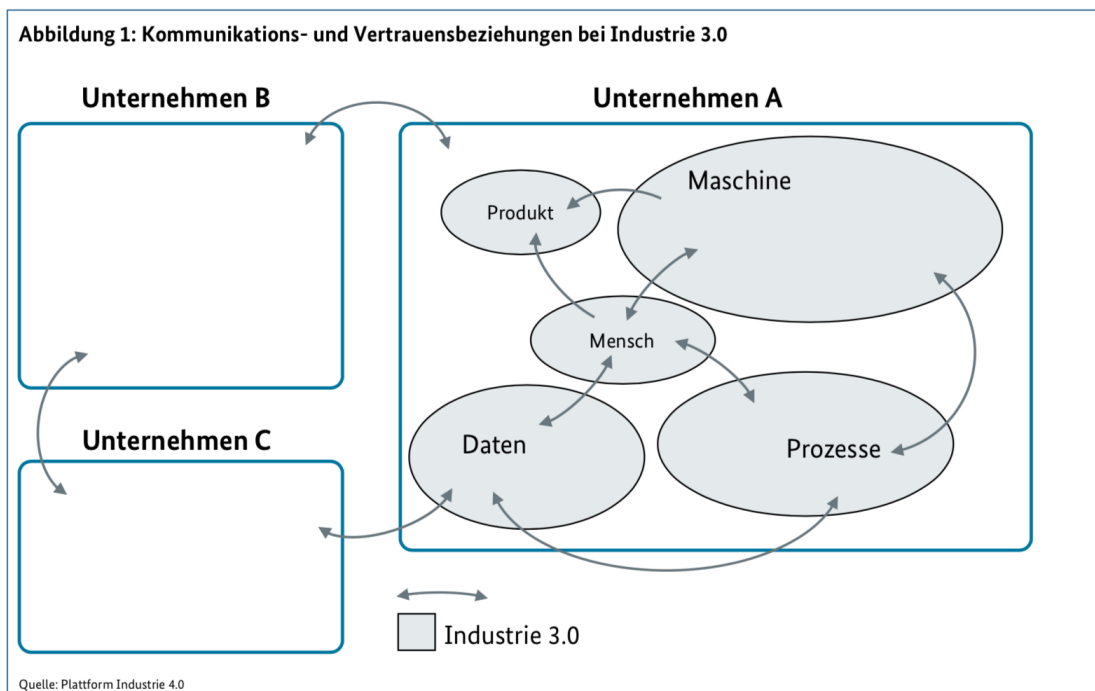 Abbildung 1: Kommunikations- und Vertrauensbeziehungen bei Industrie 3.0
Unternehmen B
Unternehmen A
Maschine
Produkt
Mensch
Daten
Prozesse
Unternehmen C
Industrie 3.0
Quelle: Plattform Industrie 4.0